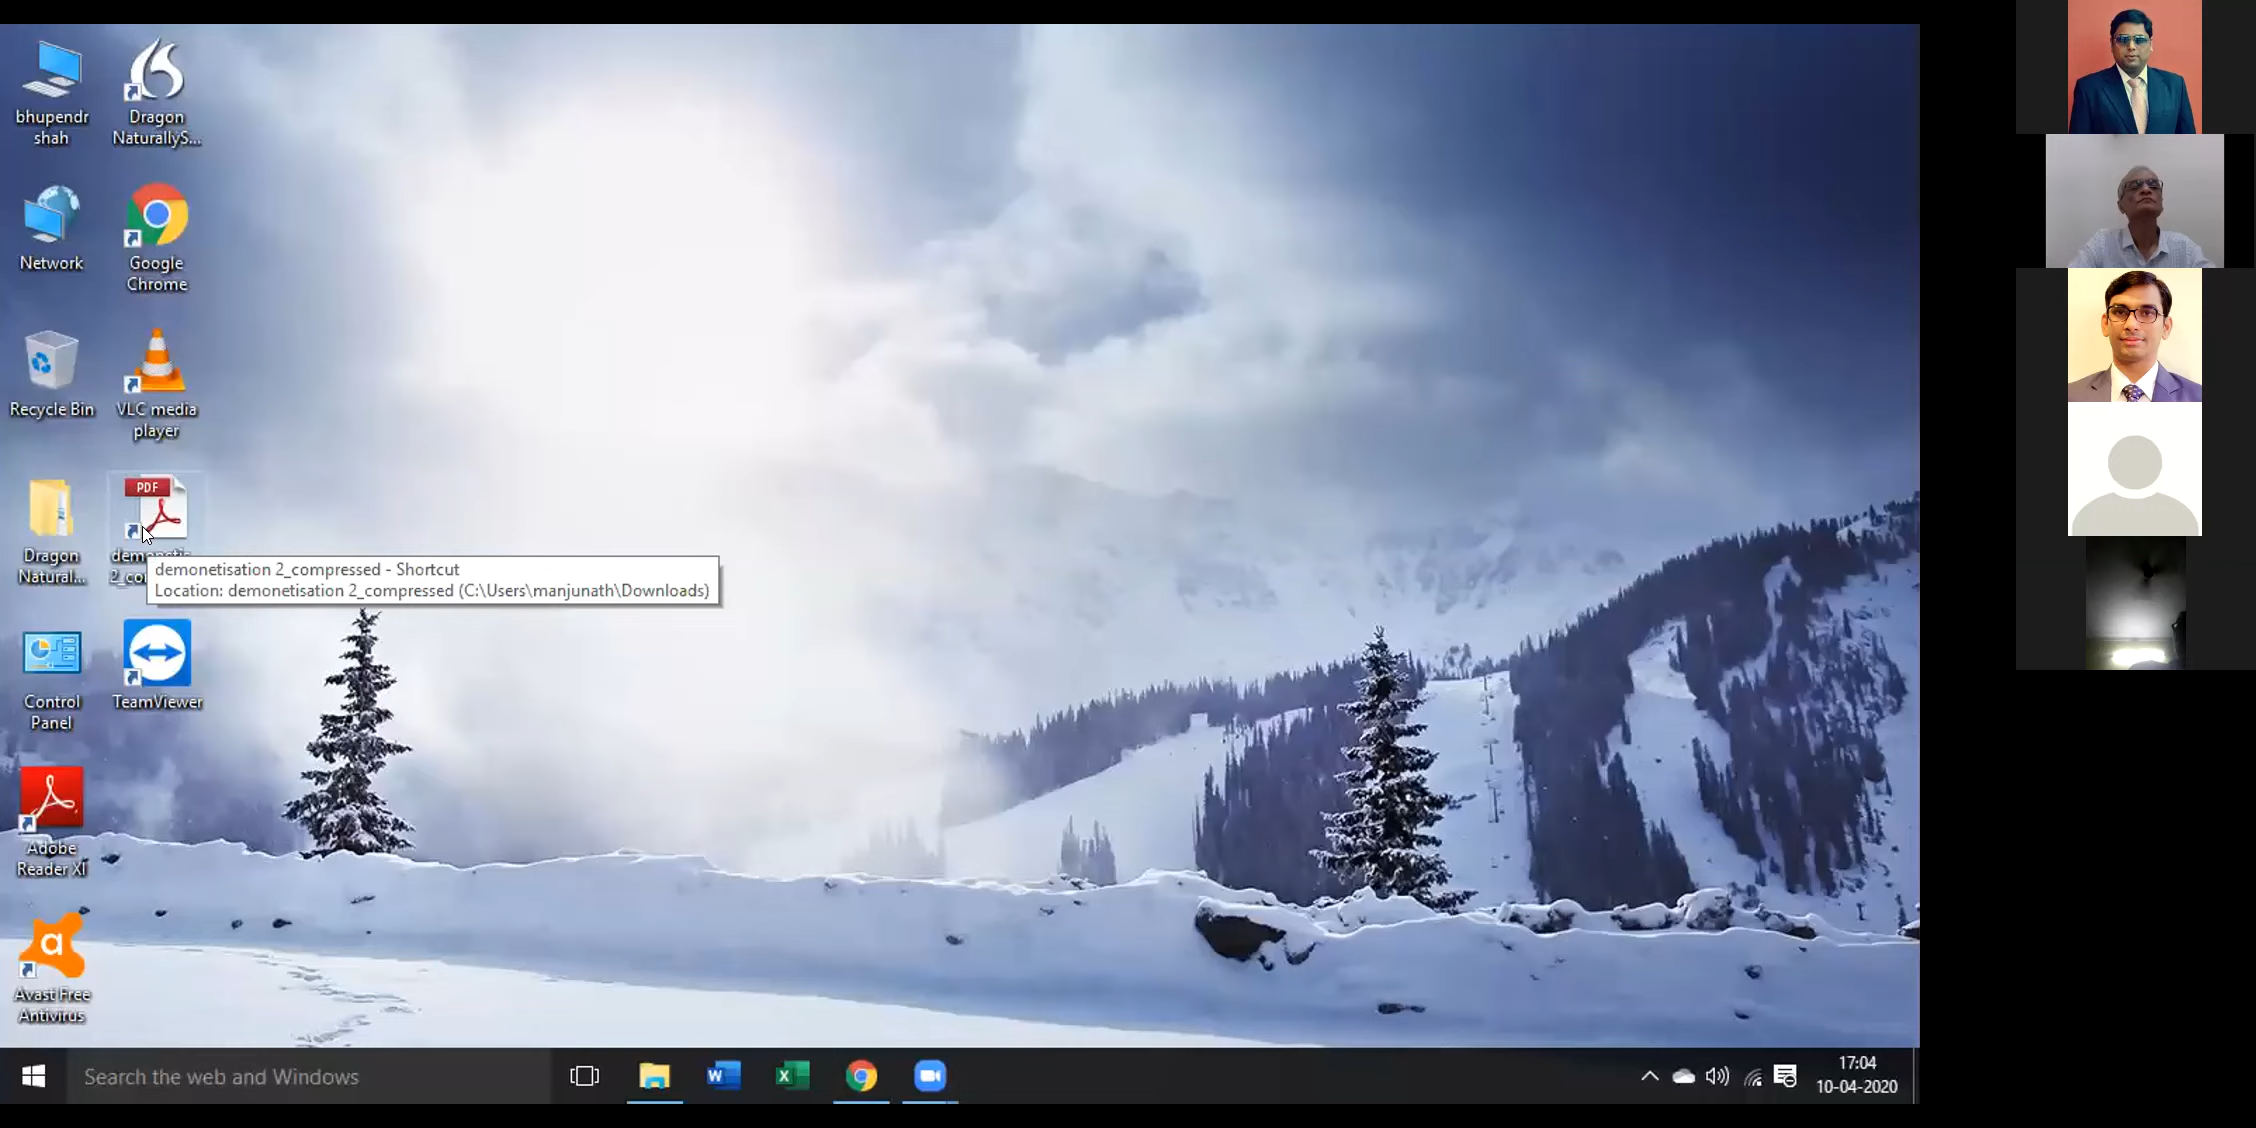 bhupendr
shah
Dragon
NaturallyS...
Network
Google
Chrome
Recycle Bin
VLC media
player
Dragon
Natural...
PDF
demonetisation 2_compressed - Shortcut
Location: demonetisation 2_compressed (C:\Users\manjunath\Downloads)
Control
Panel
TeamViewer
Adobe
Reader XI
a
Avast Free
Antivirus
Search the web and Windows
W
X
17:04
10-04-2020